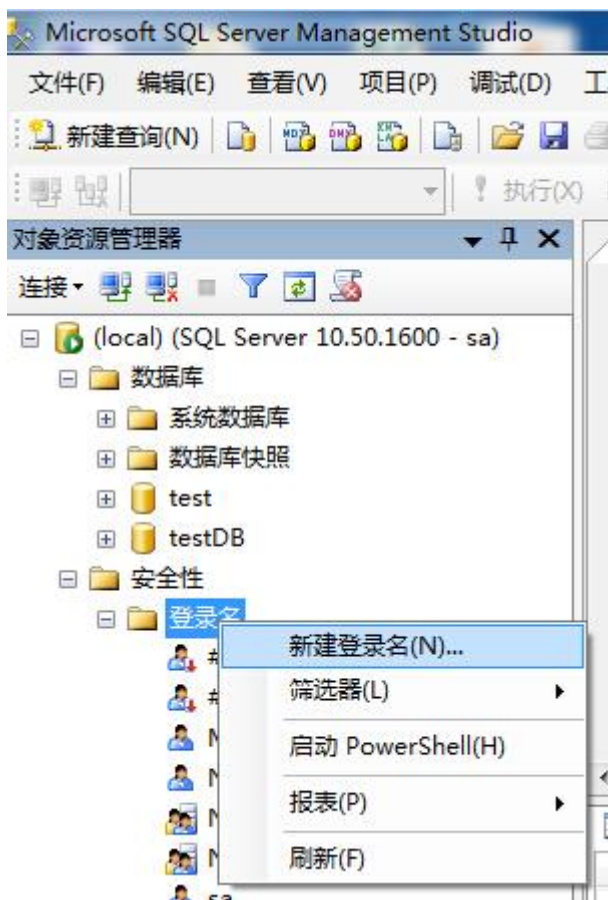 Microsoft SQL Server Management Studio
文件(F) 编辑(E) 查看(V) 项目(P) 调试(D)
新建查询(N)
执行(X)
对象资源管理器
连接
(local) (SQL Server 10.50.1600 - sa)
数据库
系统数据库
数据库快照
test
testDB
安全性
登录名
新建登录名(N)...
筛选器(L)
启动 PowerShell(H)
报表(P)
刷新(F)
sa